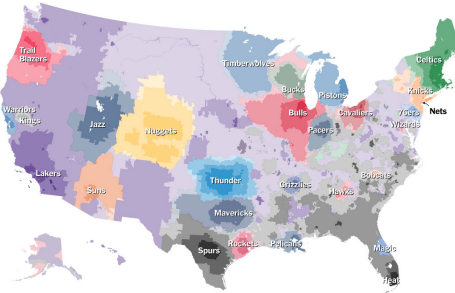 Trail
Blazers
Timberwolves
Celtics
Bucks
Pistons
Knicks
Warriors
Kings
Jazz
Nuggets
Bulls
Cavaliers
76ers
Nets
Pacers
Wizards
Lakers
Suns
Thunder
Grizzlies
Hawks
Bobcats
Mavericks
Spurs
Rockets
Pelicans
Magic
Heat